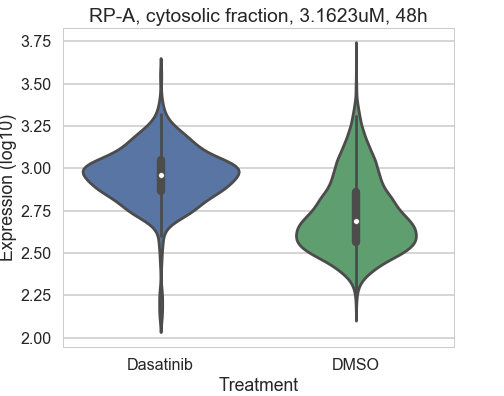 RP-A, cytosolic fraction, 3.1623uM, 48h
3.75
3.50
3.25
3.00
2.75
2.50
2.25
2.00
Expression (log10)
Dasatinib
DMSO
Treatment